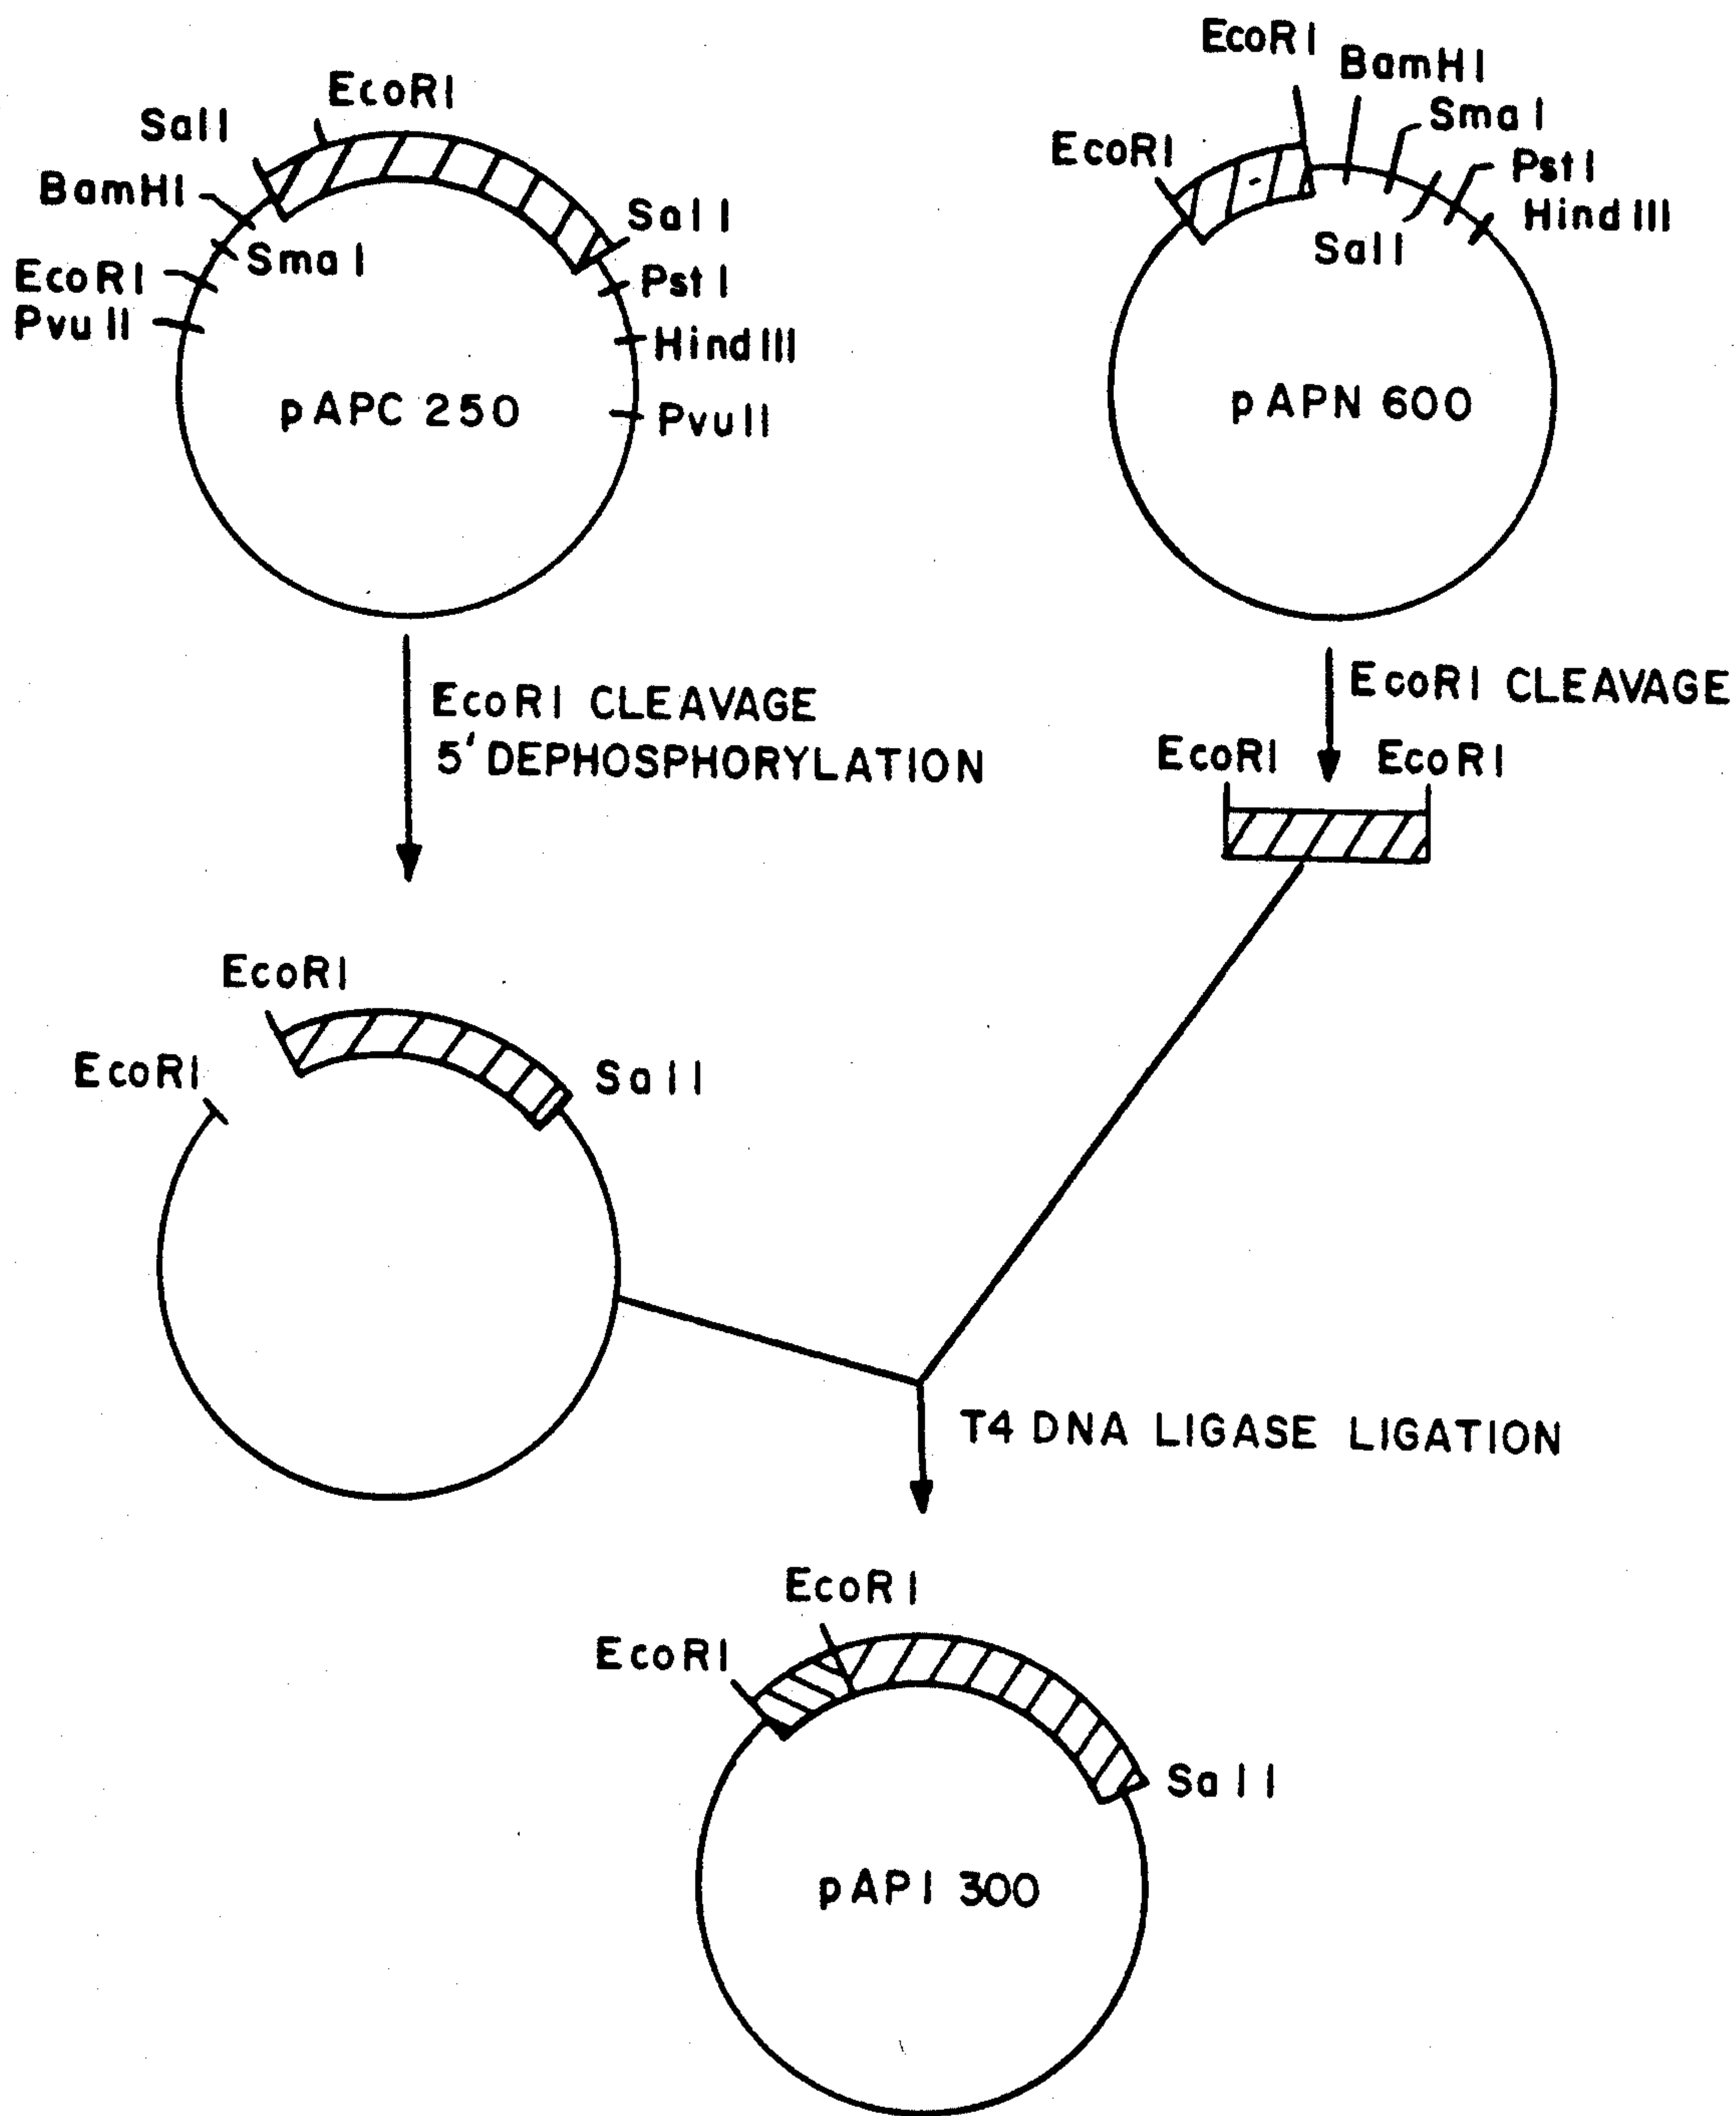 EcoRI
SalI
BamHI
SmaI
EcoRI
PvuII
SalI
PstI
HindIII
PvuII
pAPC 250
EcoRI
EcoRI
BamHI
SmaI
PstI
HindIII
SalI
pAPN 600
EcoRI CLEAVAGE
5' DEPHOSPHORYLATION
EcoRI CLEAVAGE
EcoRI
EcoRI
EcoRI
EcoRI
SalI
T4 DNA LIGASE LIGATION
EcoRI
EcoRI
SalI
pAPI 300